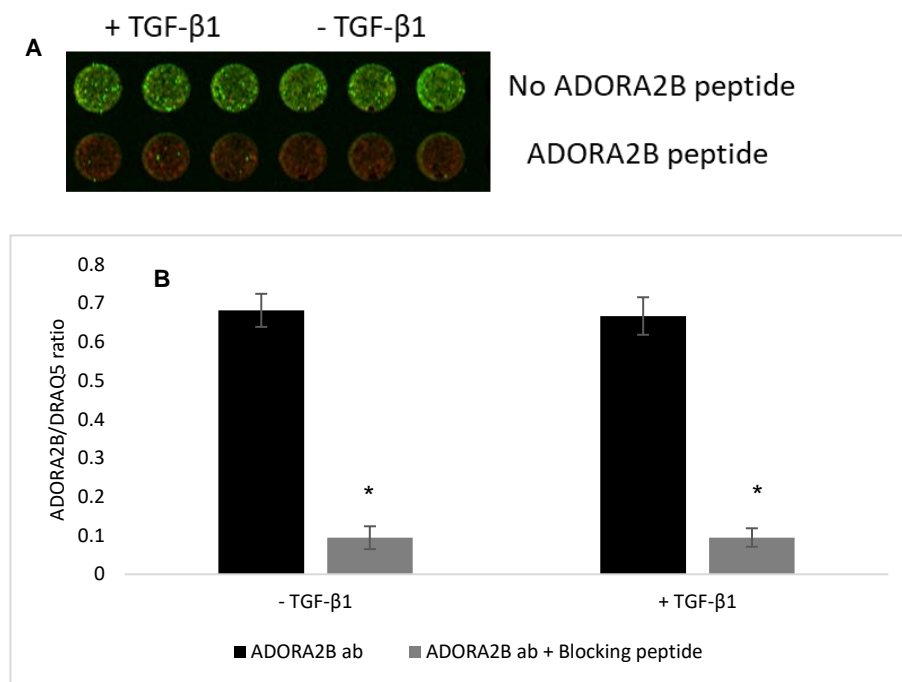 + TGF-β1 - TGF-β1
A
No ADORA2B peptide
ADORA2B peptide
B
ADORA2B/DRAQ5 ratio
0.8
0.7
0.6
0.5
0.4
0.3
0.2
0.1
0
* *
- TGF-β1 + TGF-β1
ADORA2B ab ADORA2B ab + Blocking peptide